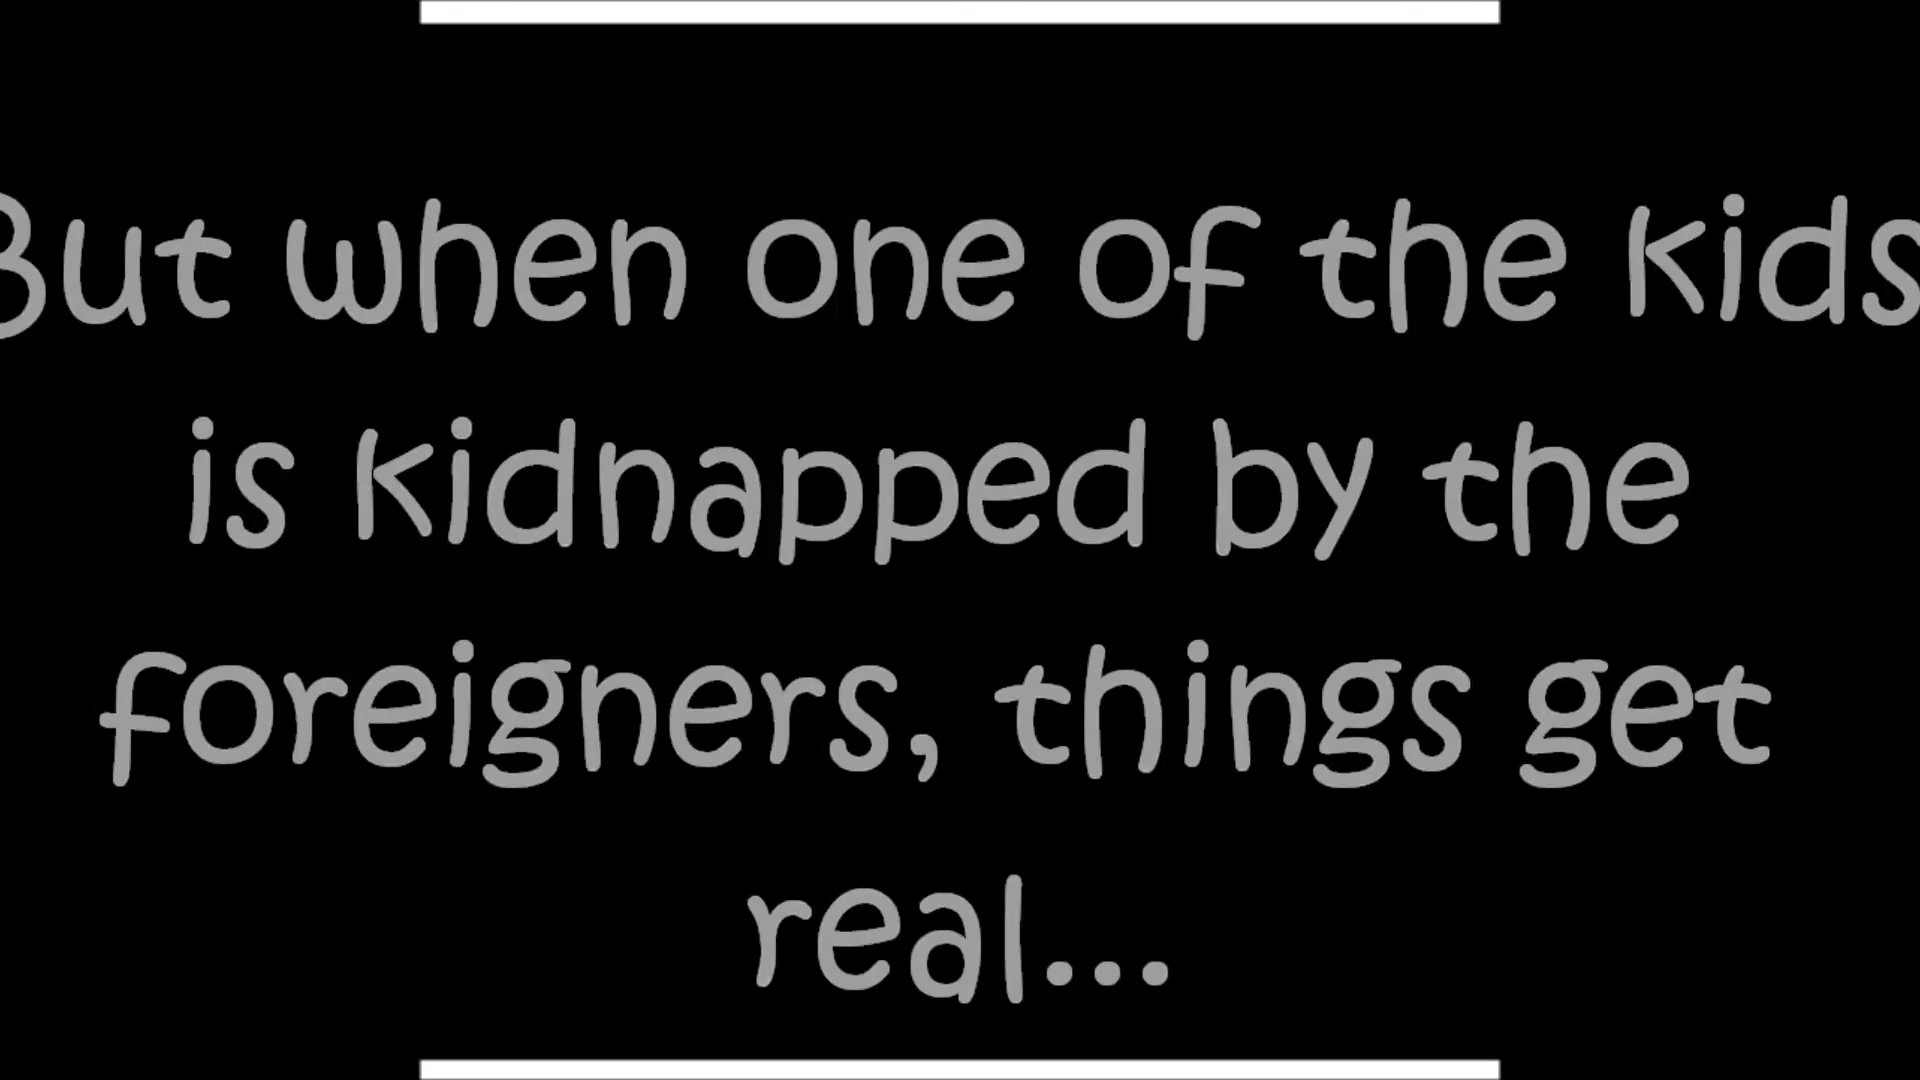 But when one of the kids
is kidnapped by the
foreigners, things get
real...